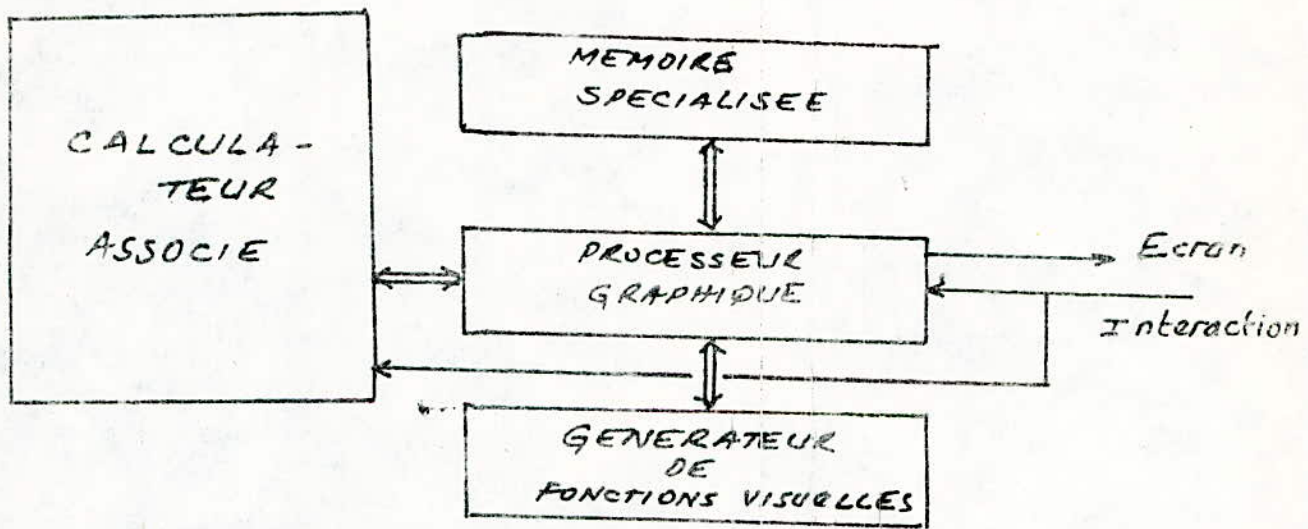 CALCULA-
TEUR
ASSOCIE
MEMOIRE
SPECIALISEE
PROCESSEUR
GRAPHIQUE
Ecran
Interaction
GENERATEUR
DE
FONCTIONS VISUELLES